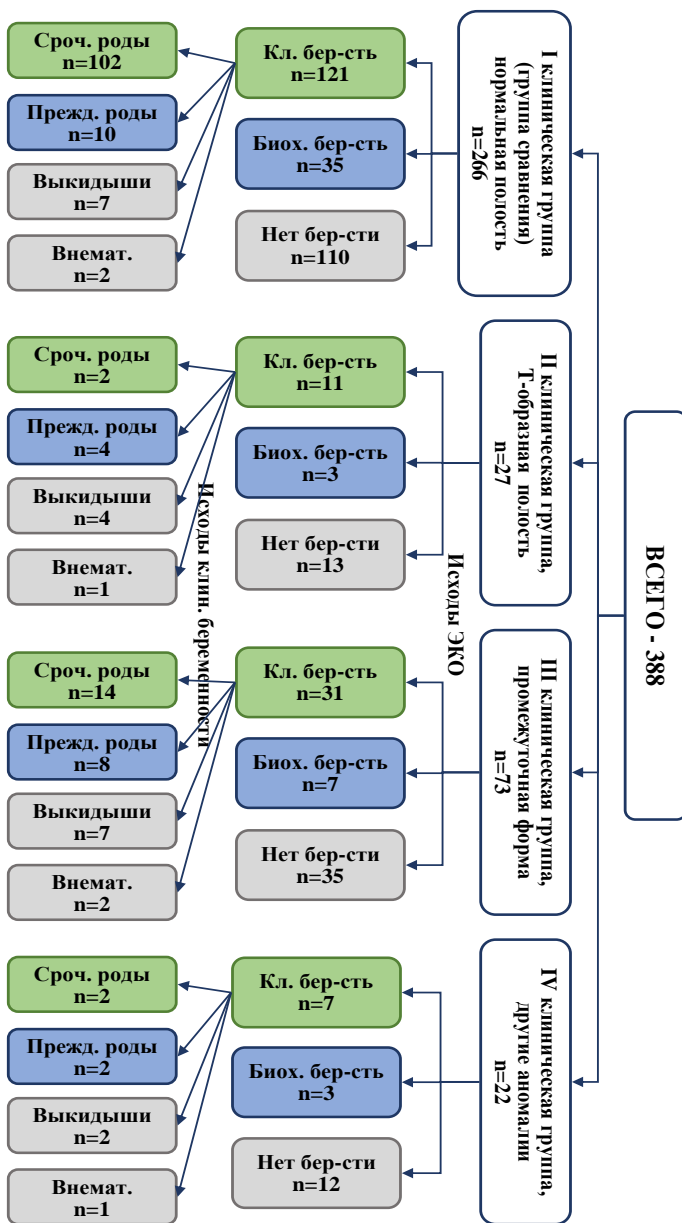 ВСЕГО - 388
I клиническая группа
(группа сравнения)
нормальная полость
n=266
II клиническая группа,
Т-образная полость
n=27
III клиническая группа,
промежуточная форма
n=73
IV клиническая группа,
другие аномалии
n=22
Исходы ЭКО
Кл. бер-сть
n=121
Биох. бер-сть
n=35
Нет бер-сти
n=110
Кл. бер-сть
n=11
Биох. бер-сть
n=3
Нет бер-сти
n=13
Кл. бер-сть
n=31
Биох. бер-сть
n=7
Нет бер-сти
n=35
Кл. бер-сть
n=7
Биох. бер-сть
n=3
Нет бер-сти
n=12
Исходы клин. беременности
Сроч. роды
n=102
Прежд. роды
n=10
Выкидыши
n=7
Внемат.
n=2
Сроч. роды
n=2
Прежд. роды
n=4
Выкидыши
n=4
Внемат.
n=1
Сроч. роды
n=14
Прежд. роды
n=8
Выкидыши
n=7
Внемат.
n=2
Сроч. роды
n=2
Прежд. роды
n=2
Выкидыши
n=2
Внемат.
n=1